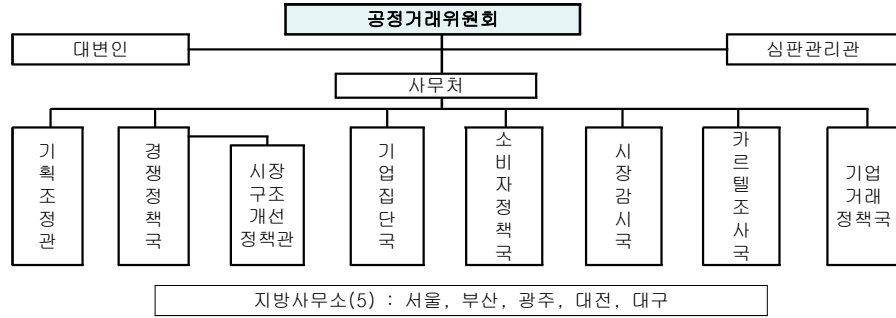 공정거래위원회
대변인
심판관리관
사무처
기획조정관
경쟁정책국
시장
구조
개선
정책관
기업집단국
소비자정책국
시장감시국
카르텔조사국
기업
거래
정책국
지방사무소(5) : 서울, 부산, 광주, 대전, 대구